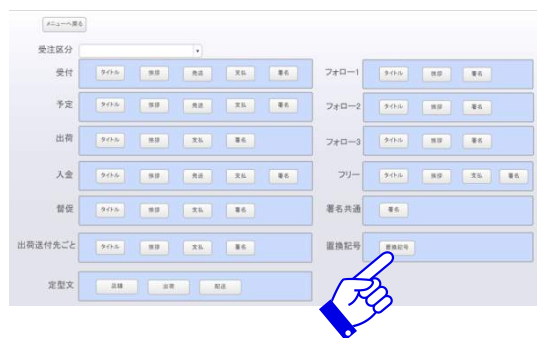 メニューへ戻る
受注区分
受付 タイトル 挨拶 発送 支払 署名 フォロー1 タイトル 挨拶 署名
予定 タイトル 挨拶 発送 支払 署名 フォロー2 タイトル 挨拶 署名
出荷 タイトル 挨拶 支払 署名 フォロー3 タイトル 挨拶 署名
入金 タイトル 挨拶 発送 支払 署名 フリー タイトル 挨拶 支払 署名
督促 タイトル 挨拶 支払 署名 署名共通 署名
出荷送付先ごと タイトル 挨拶 支払 署名 置換記号 置換記号
定型文 店舗 出荷 配送